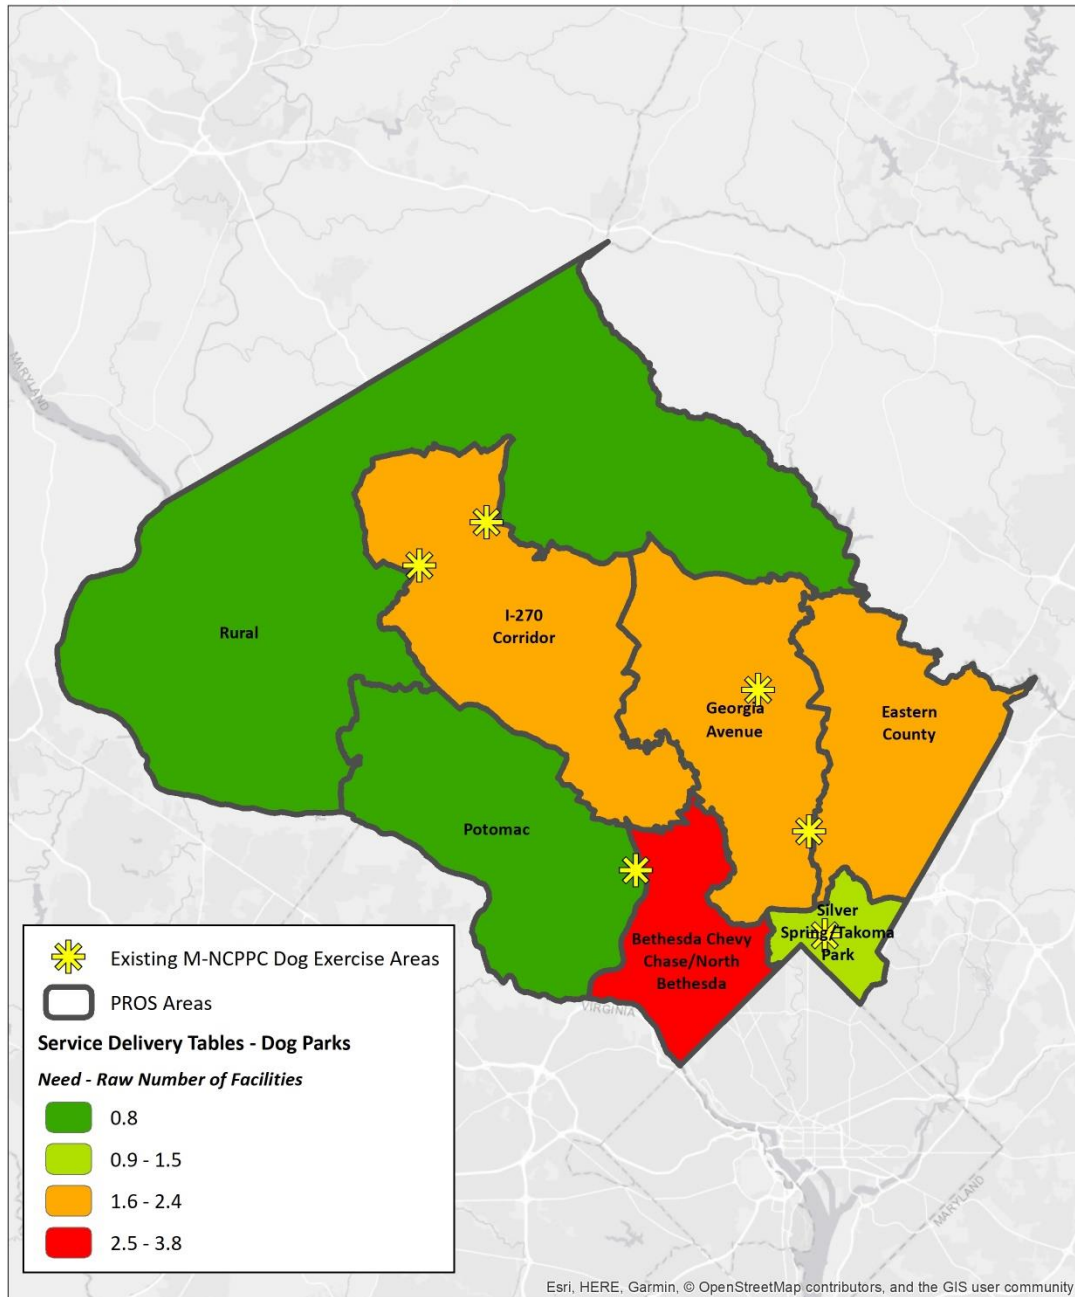 MARYLAND
Rural
I-270
Corridor
Georgia
Avenue
Eastern
County
Potomac
Silver
Spring/Takoma
Park
Bethesda Chevy
Chase/North
Bethesda
VIRGINIA
MARYLAND
Existing M-NCPPC Dog Exercise Areas
PROS Areas
Service Delivery Tables - Dog Parks
Need - Raw Number of Facilities
0.8
0.9 - 1.5
1.6 - 2.4
2.5 - 3.8
Esri, HERE, Garmin, © OpenStreetMap contributors, and the GIS user community